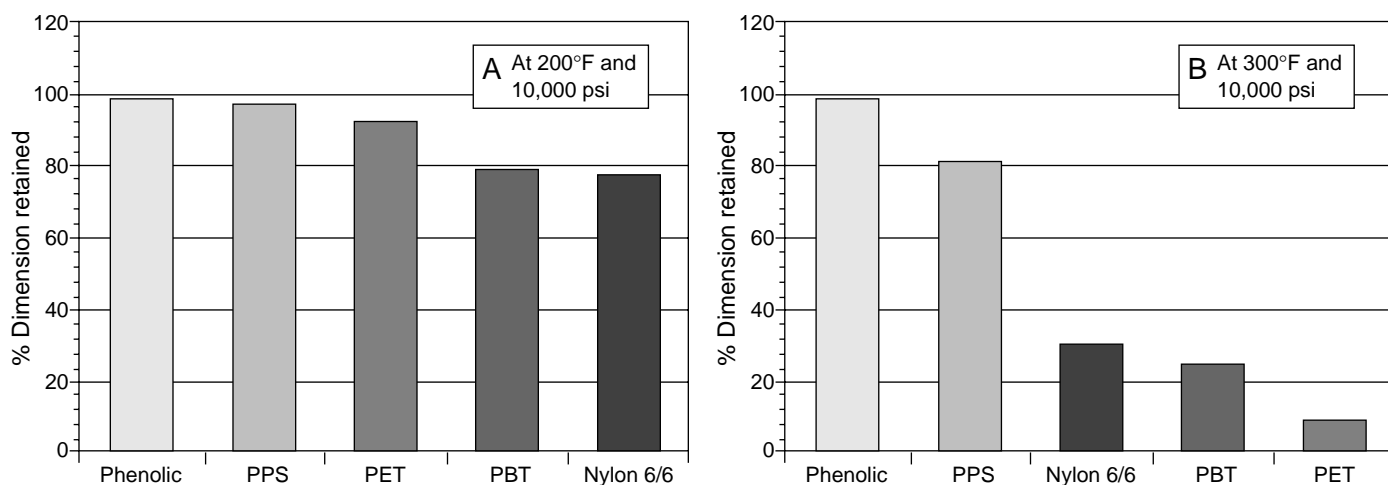 % Dimension retained
120
100
80
60
40
20
0
A At 200°F and
10,000 psi
Phenolic PPS PET PBT Nylon 6/6
% Dimension retained
120
100
80
60
40
20
0
B At 300°F and
10,000 psi
Phenolic PPS Nylon 6/6 PBT PET